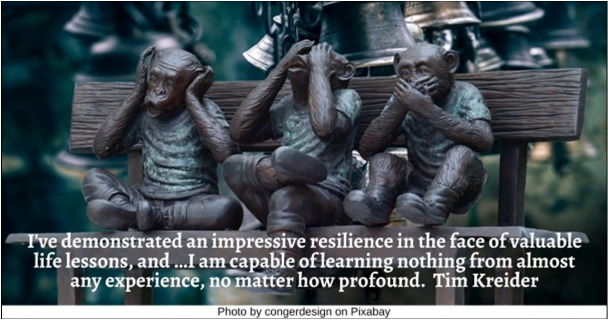 I've demonstrated an impressive resilience in the face of valuable
life lessons, and ...I am capable of learning nothing from almost
any experience, no matter how profound.  Tim Kreider
Photo by congerdesign on Pixabay